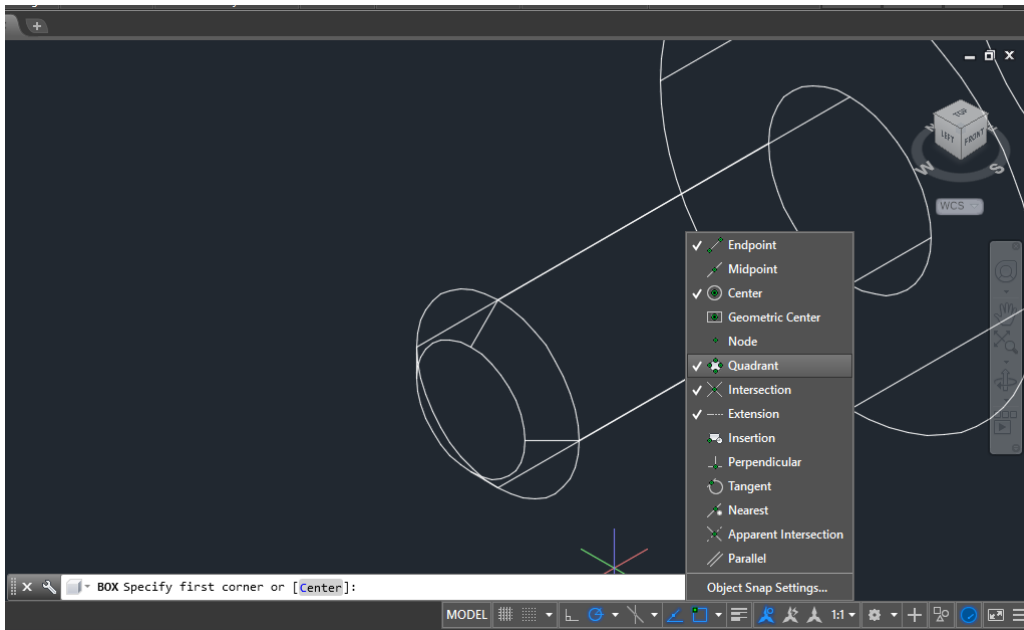 TOP
LEFT
FRONT
W
S
WCS
Endpoint
Midpoint
Center
Geometric Center
Node
Quadrant
Intersection
Extension
Insertion
Perpendicular
Tangent
Nearest
Apparent Intersection
Parallel
Object Snap Settings...
BOX Specify first corner or [Center]:
MODEL
1:1